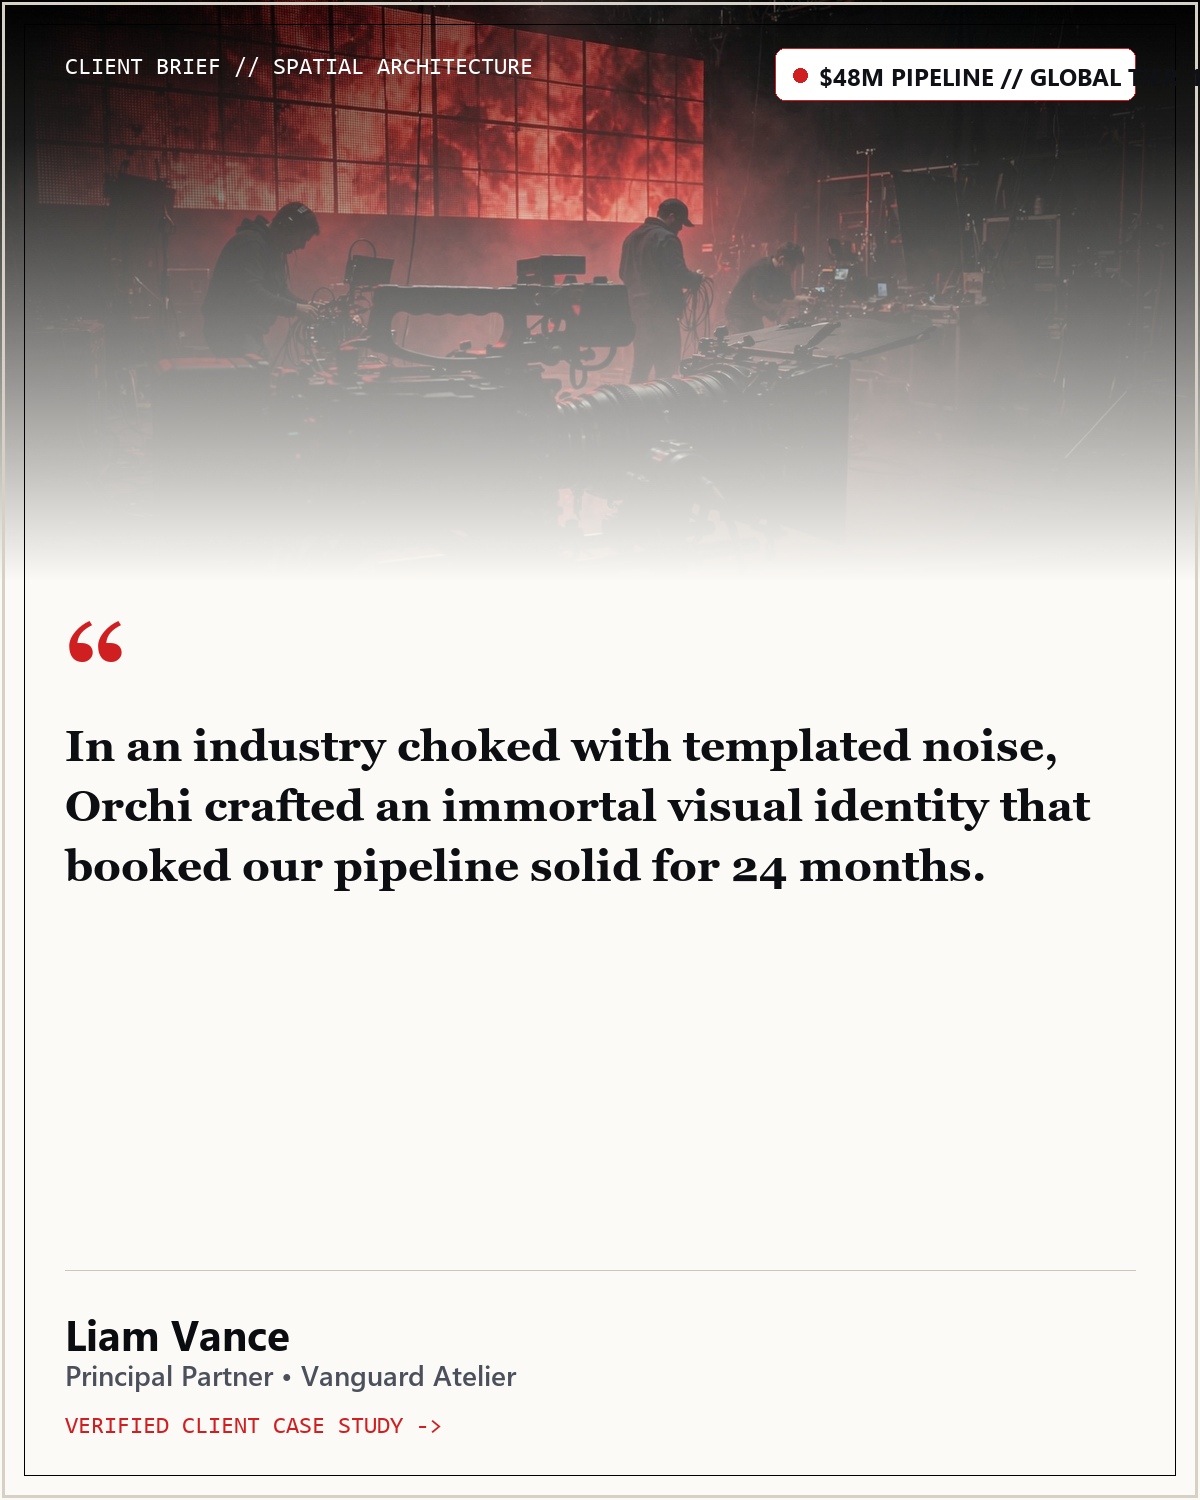 CLIENT BRIEF // SPATIAL ARCHITECTURE
$48M PIPELINE // GLOBAL
“
In an industry choked with templated noise,
Orchi crafted an immortal visual identity that
booked our pipeline solid for 24 months.
Liam Vance
Principal Partner • Vanguard Atelier
VERIFIED CLIENT CASE STUDY ->